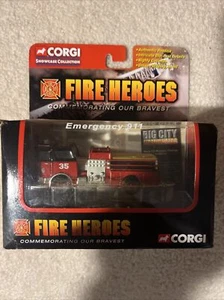 CORGI
SHOWCASE COLLECTION
FIRE HEROES
COMMEMORATING OUR BRAVEST
Emergency 911
BIG CITY
35
FIRE HEROES
COMMEMORATING OUR BRAVEST
CORGI